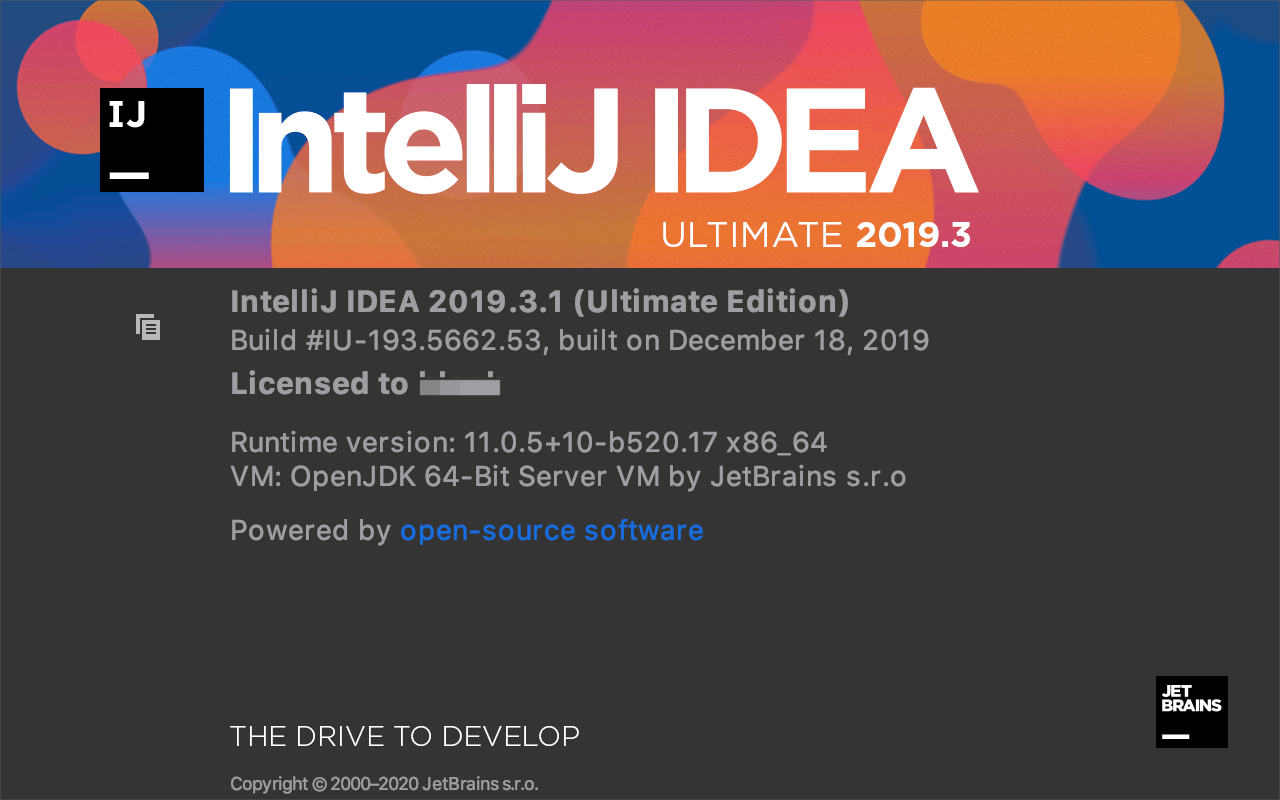 IJ
IntelliJ IDEA
ULTIMATE 2019.3
IntelliJ IDEA 2019.3.1 (Ultimate Edition)
Build #IU-193.5662.53, built on December 18, 2019
Licensed to
Runtime version: 11.0.5+10-b520.17 x86_64
VM: OpenJDK 64-Bit Server VM by JetBrains s.r.o
Powered by open-source software
JET
BRAINS
THE DRIVE TO DEVELOP
Copyright © 2000–2020 JetBrains s.r.o.